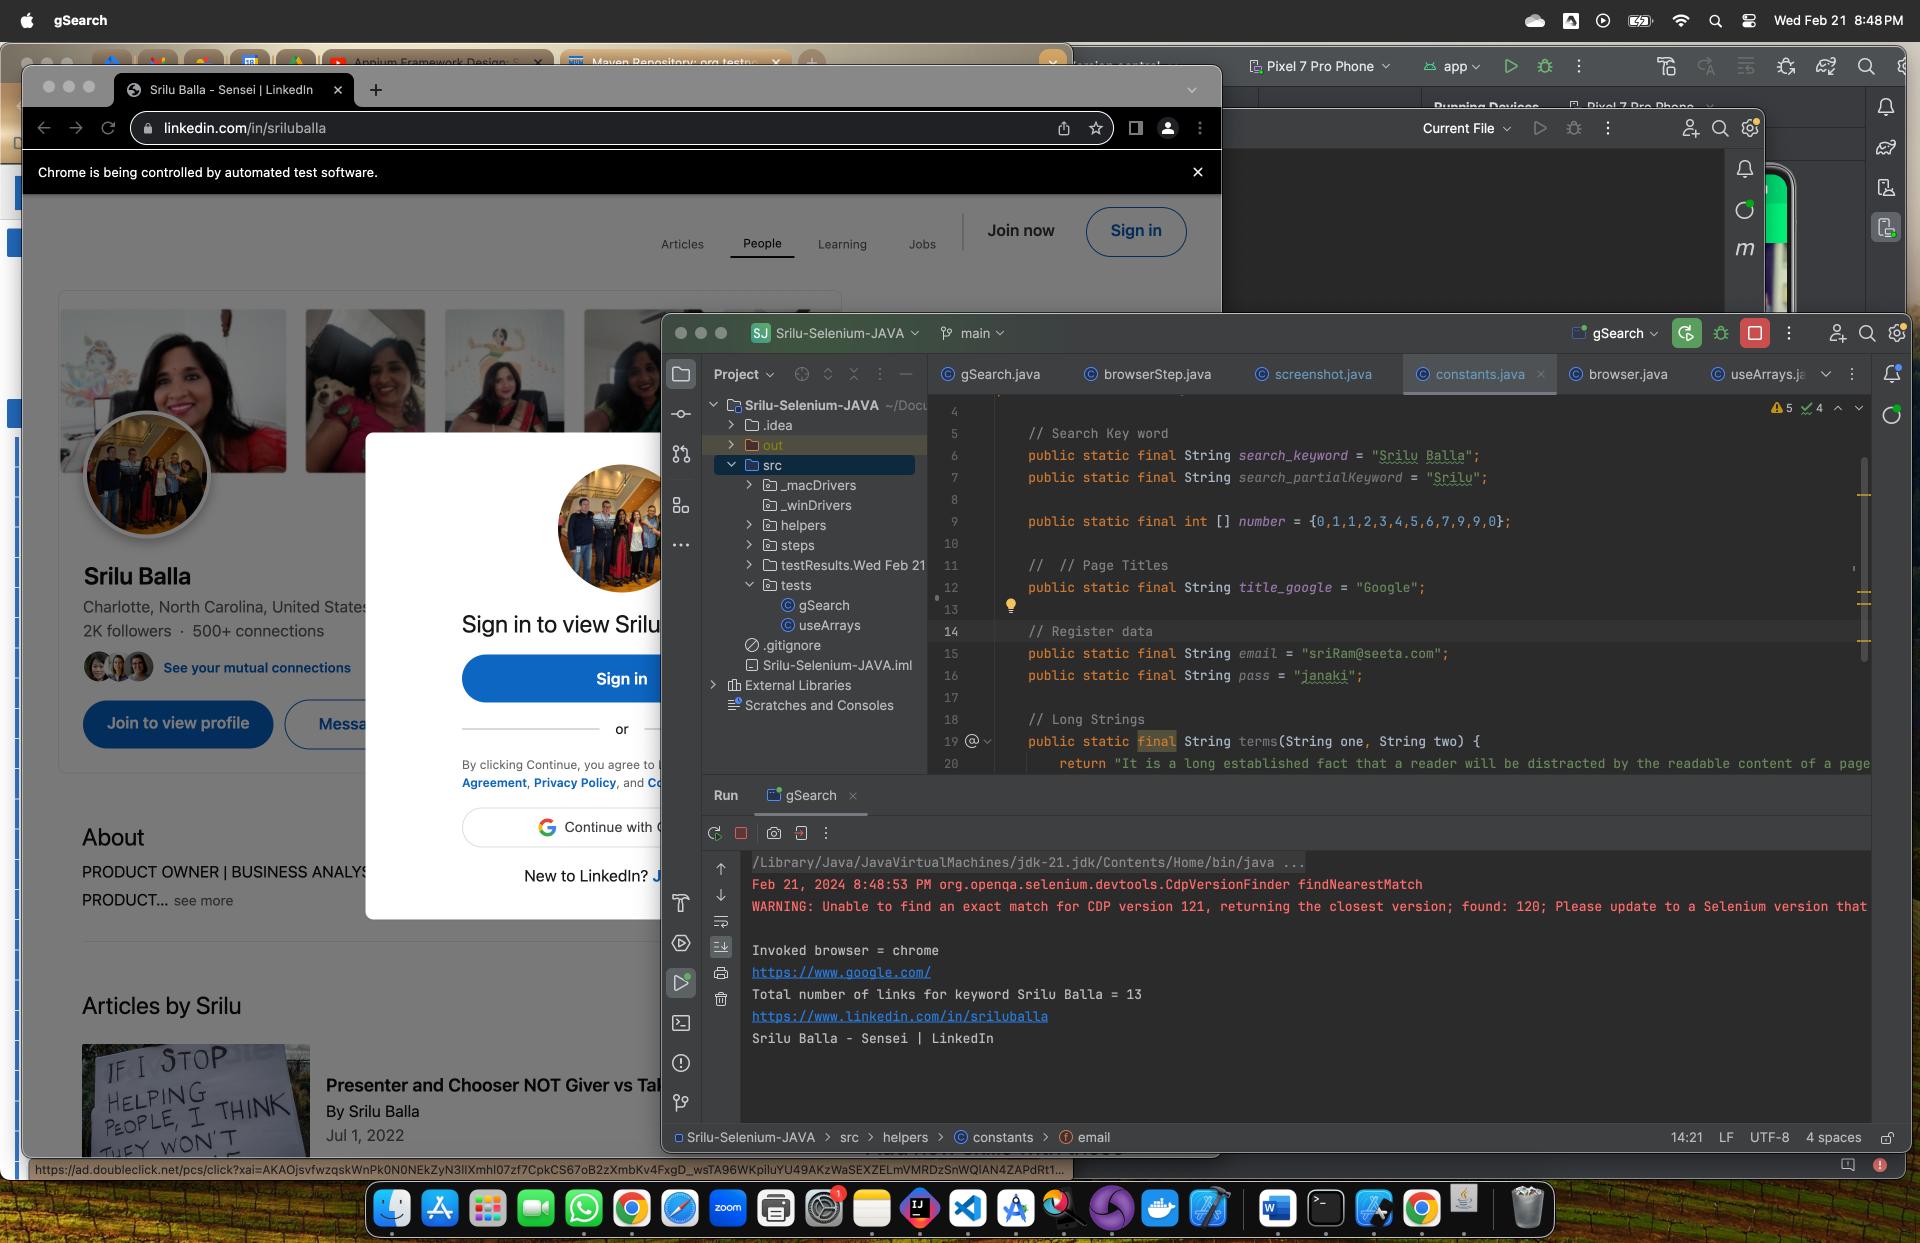 gSearch
Wed Feb 21 8:48 PM
Appium Framework Design: S
Maven Repository: org.testng
Pixel 7 Pro Phone
app
Running Devices
Pixel 7 Pro Phone
Srilu Balla - Sensei | LinkedIn
linkedin.com/in/sriluballa
Current File
Chrome is being controlled by automated test software.
Articles
People
Learning
Jobs
Join now
Sign in
m
Srilu Balla
Charlotte, North Carolina, United States
2K followers · 500+ connections
See your mutual connections
Join to view profile
Messa
About
PRODUCT OWNER | BUSINESS ANALYS
PRODUCT... see more
Articles by Srilu
IF I STOP
HELPING
PEOPLE, I THINK
THEY WON'T
Presenter and Chooser NOT Giver vs Tak
By Srilu Balla
Jul 1, 2022
Sign in to view Srilu
Sign in
or
By clicking Continue, you agree to L
Agreement, Privacy Policy, and Co
Continue with G
New to LinkedIn? J
https://ad.doubleclick.net/pcs/click?xai=
SJ Srilu-Selenium-JAVA
main
gSearch
Project
gSearch.java
browserStep.java
screenshot.java
constants.java
browser.java
useArrays.ja
Srilu-Selenium-JAVA ~/Docu
.idea
out
src
_macDrivers
_winDrivers
helpers
steps
testResults.Wed Feb 21
tests
gSearch
useArrays
.gitignore
Srilu-Selenium-JAVA.iml
External Libraries
Scratches and Consoles
5 4
4
5 // Search Key word
6 public static final String search_keyword = "Srilu Balla";
7 public static final String search_partialKeyword = "Srilu";
8
9 public static final int [] number = {0,1,1,2,3,4,5,6,7,9,9,0};
10
11 // // Page Titles
12 public static final String title_google = "Google";
13
14 // Register data
15 public static final String email = "sriRam@seeta.com";
16 public static final String pass = "janaki";
17
18 // Long Strings
19 @ public static final String terms(String one, String two) {
20 return "It is a long established fact that a reader will be distracted by the readable content of a page
Run
gSearch
/Library/Java/JavaVirtualMachines/jdk-21.jdk/Contents/Home/bin/java ...
Feb 21, 2024 8:48:53 PM org.openqa.selenium.devtools.CdpVersionFinder findNearestMatch
WARNING: Unable to find an exact match for CDP version 121, returning the closest version; found: 120; Please update to a Selenium version that
Invoked browser = chrome
https://www.google.com/
Total number of links for keyword Srilu Balla = 13
https://www.linkedin.com/in/sriluballa
Srilu Balla - Sensei | LinkedIn
Srilu-Selenium-JAVA > src > helpers > constants > email
14:21 LF UTF-8 4 spaces
zoom
1
IJ
W